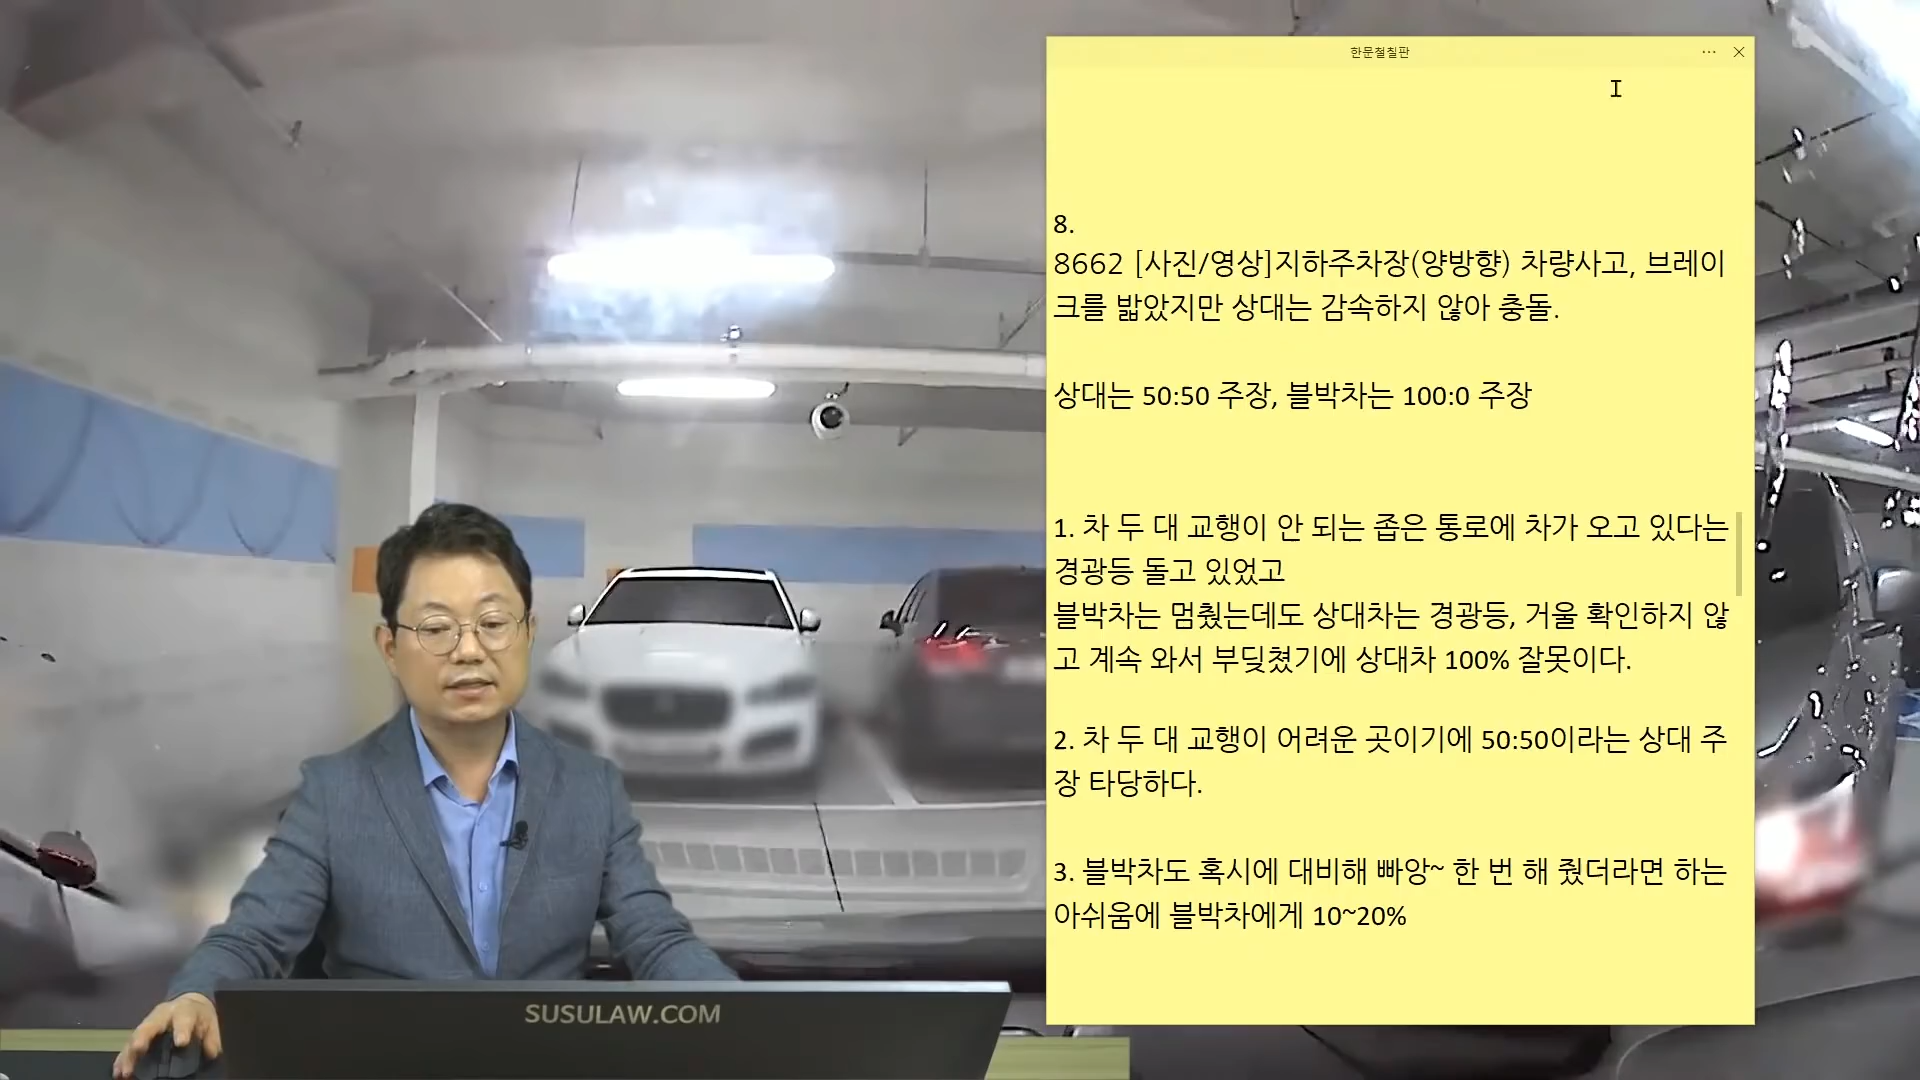 한문철칠판
8.
8662 [사진/영상]지하주차장(양방향) 차량사고, 브레이
크를 밟았지만 상대는 감속하지 않아 충돌.
상대는 50:50 주장, 블박차는 100:0 주장
1. 차 두 대 교행이 안 되는 좁은 통로에 차가 오고 있다는
경광등 돌고 있었고
블박차는 멈췄는데도 상대차는 경광등, 거울 확인하지 않
고 계속 와서 부딪쳤기에 상대차 100% 잘못이다.
2. 차 두 대 교행이 어려운 곳이기에 50:50이라는 상대 주
장 타당하다.
3. 블박차도 혹시에 대비해 빠앙~ 한 번 해 줬더라면 하는
아쉬움에 블박차에게 10~20%
SUSULAW.COM